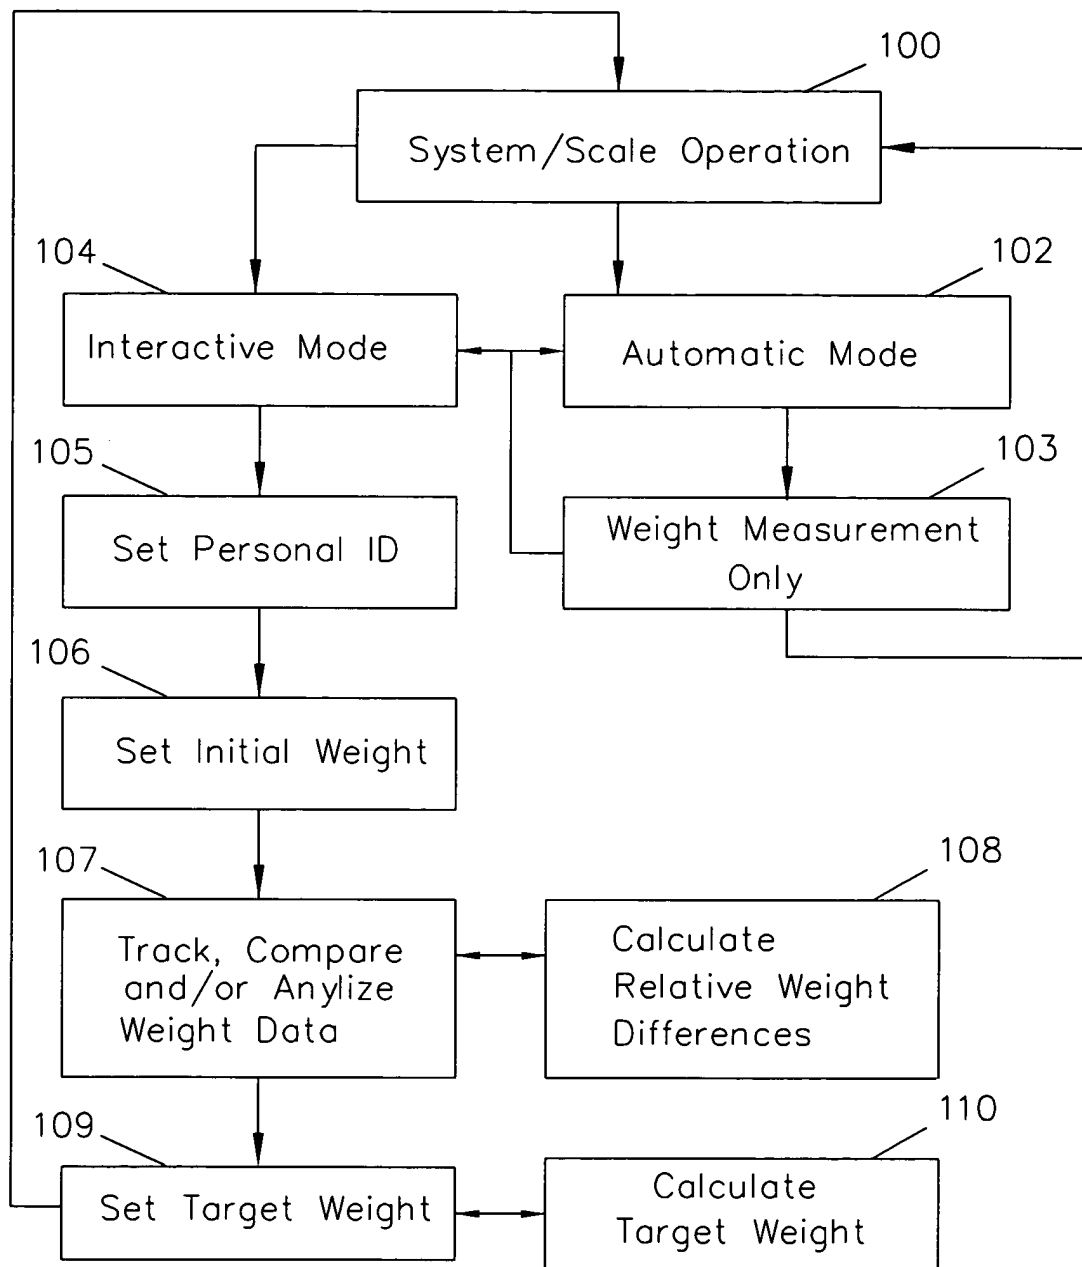 100
System/Scale Operation
104
102
Interactive Mode
Automatic Mode
105
103
Set Personal ID
Weight Measurement
Only
106
Set Initial Weight
107
108
Track, Compare
and/or Anylize
Weight Data
Calculate
Relative Weight
Differences
109
110
Set Target Weight
Calculate
Target Weight